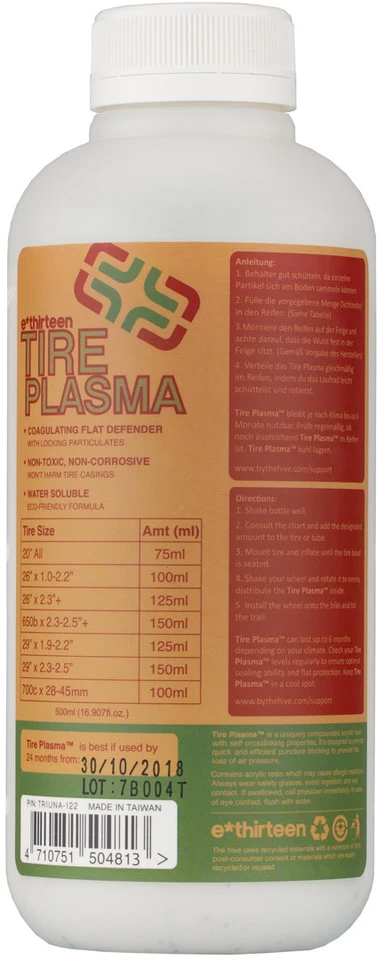 e*thirteen
TIRE
PLASMA
• COAGULATING FLAT DEFENDER
WITH LOCKING PARTICULATES
• NON-TOXIC, NON-CORROSIVE
WON'T HARM TIRE CASINGS
• WATER SOLUBLE
ECO-FRIENDLY FORMULA
Tire Size Amt (ml)
20" All 75ml
26" x 1.0-2.2" 100ml
26" x 2.3"+ 125ml
650b x 2.3-2.5"+ 150ml
29" x 1.9-2.2" 125ml
29" x 2.3-2.5" 150ml
700c x 28-45mm 100ml
500ml (16.907fl.oz.)
Tire Plasma™ is best if used by
24 months from: 30/10/2018
LOT:7B004T
P/N: TR1UNA-122 MADE IN TAIWAN
4 710751 504813 >
Anleitung:
1. Behälter gut schütteln, da einzelne
Partikel sich am Boden sammeln können.
2. Fülle die vorgegebene Menge Dichtmittel
in den Reifen. (Siehe Tabelle)
3. Montiere den Reifen auf der Felge und
achte darauf, dass die Wulst fest in der
Felge sitzt. (Gemäß Vorgabe des Herstellers)
4. Verteile das Tire Plasma gleichmäßig
im Reifen, indem du das Laufrad leicht
schüttelst und rotierst.
Tire Plasma™ bleibt je nach Klima bis zu 6
Monate nutzbar. Prüfe regelmäßig, ob
noch ausreichend Tire Plasma™ im Reifen
ist. Tire Plasma™ kühl lagern.
www.bythehive.com/support
Directions:
1. Shake bottle well
2. Consult the chart and add the designated
amount to the tire or tube.
3. Mount tire and inflate until the tire bead
is seated.
4. Shake your wheel and rotate it to evenly
distribute the Tire Plasma™ inside.
5. Install the wheel onto the bike and hit
the trail.
Tire Plasma™ can last up to 6 months
depending on your climate. Check your Tire
Plasma™ levels regularly to ensure optimal
sealing ability and flat protection. Keep Tire
Plasma™ in a cool spot.
www.bythehive.com/support
Tire Plasma™ is a uniquely compounded acrylic
with self crosslinking properties. It's designed to
quick and efficient puncture blocking to prevent
loss of air pressure.
Contains acrylic resin which may cause allergic
Always wear safety glasses, avoid ingestion, and eye
contact. If swallowed, call physician immediately.
of eye contact, flush with water.
e*thirteen
The hive uses recycled materials with a minimum of
post-consumer content or materials which are safely
recycled or reused